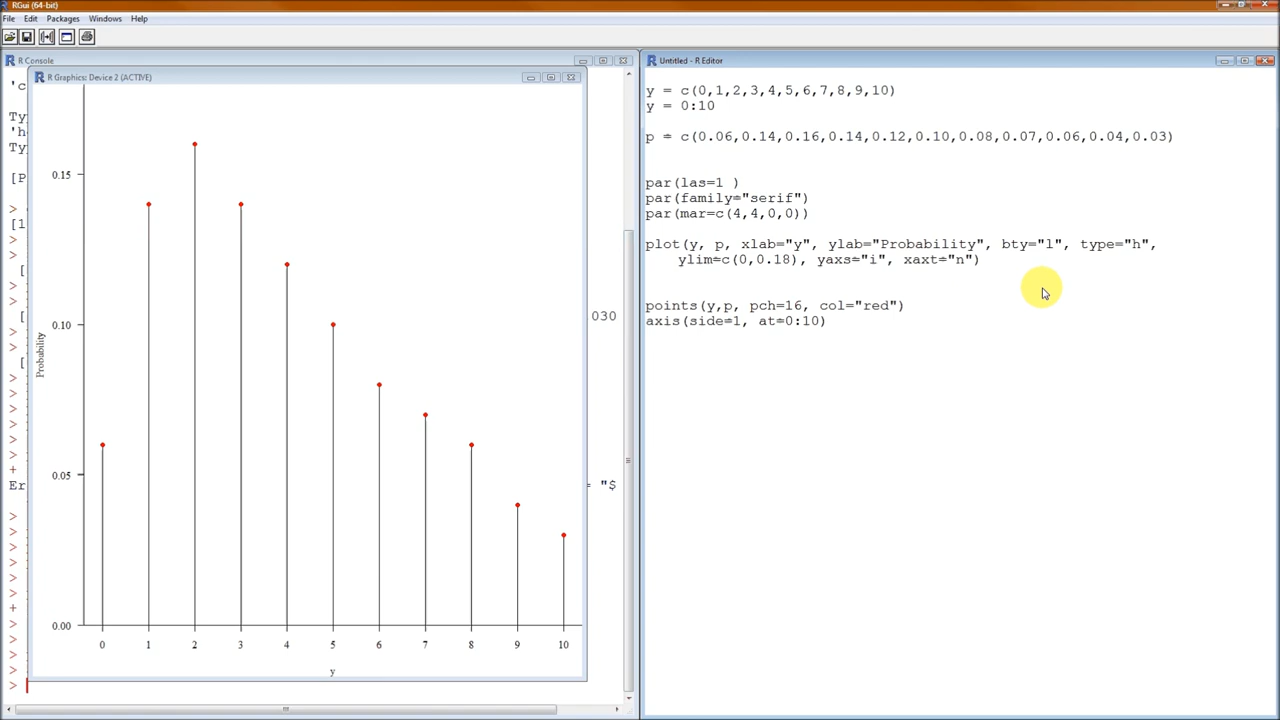 RGui (64-bit)
File Edit Packages Windows Help
R Console
R Graphics: Device 2 (ACTIVE)
'c
Ty
'h
Ty
[P
>
[1
>
>
[
>
[
>
[
>
>
>
>
>
+
Er
>
>
>
>
>
+
>
>
>
>
>
030
= "$
0.15
0.10
0.05
0.00
Probability
0 1 2 3 4 5 6 7 8 9 10
y
Untitled - R Editor
y = c(0,1,2,3,4,5,6,7,8,9,10)
y = 0:10
p = c(0.06,0.14,0.16,0.14,0.12,0.10,0.08,0.07,0.06,0.04,0.03)
par(las=1 )
par(family="serif")
par(mar=c(4,4,0,0))
plot(y, p, xlab="y", ylab="Probability", bty="l", type="h",
ylim=c(0,0.18), yaxs="i", xaxt="n")
points(y,p, pch=16, col="red")
axis(side=1, at=0:10)